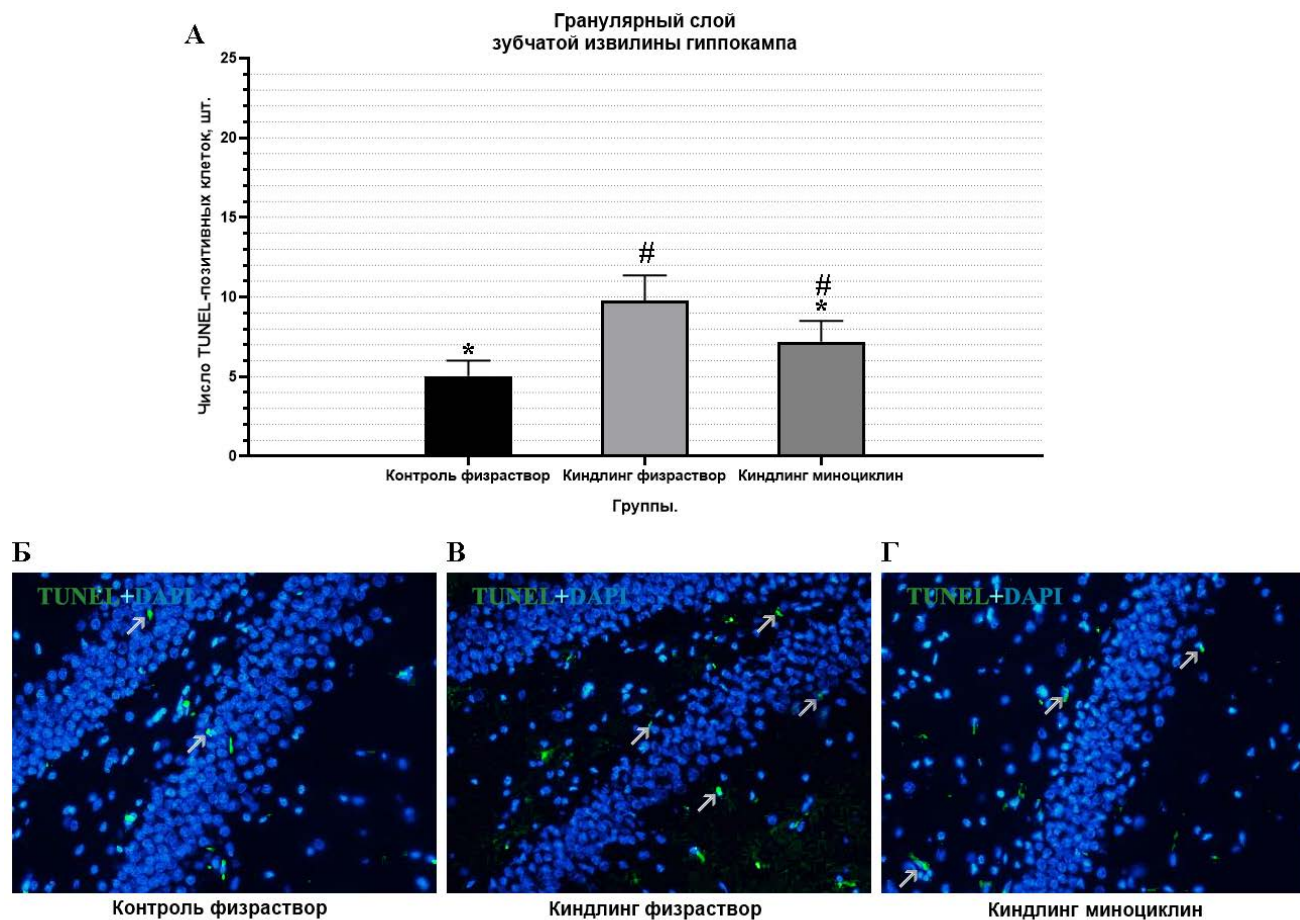 А
Гранулярный слой
зубчатой извилины гиппокампа
Число TUNEL-позитивных клеток, шт.
25
20
15
10
5
0
*
#
#
*
Контроль физраствор
Киндлинг физраствор
Киндлинг миноциклин
Группы.
Б
TUNEL+DAPI
Контроль физраствор
В
TUNEL+DAPI
Киндлинг физраствор
Г
TUNEL+DAPI
Киндлинг миноциклин